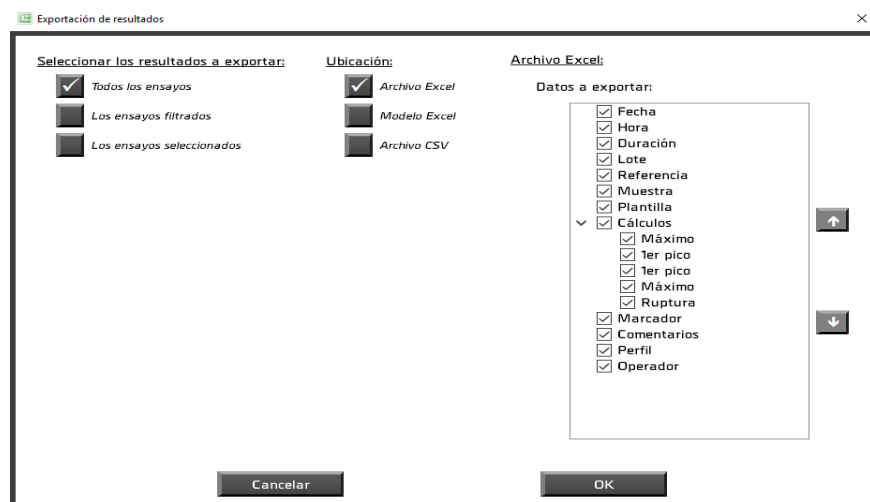 Exportación de resultados
Seleccionar los resultados a exportar:
Todos los ensayos
Los ensayos filtrados
Los ensayos seleccionados
Ubicación:
Archivo Excel
Modelo Excel
Archivo CSV
Archivo Excel:
Datos a exportar:
Fecha
Hora
Duración
Lote
Referencia
Muestra
Plantilla
Cálculos
Máximo
1er pico
1er pico
Máximo
Ruptura
Marcador
Comentarios
Perfil
Operador
Cancelar
OK